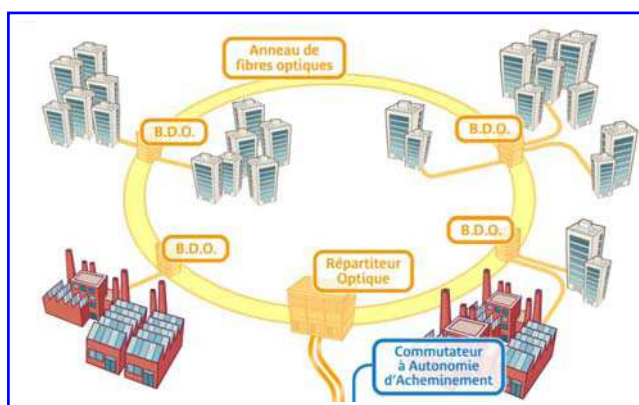 Anneau de
fibres optiques
B.D.O.
B.D.O.
B.D.O.
B.D.O.
Répartiteur
Optique
Commutateur
à Autonomie
d'Acheminement